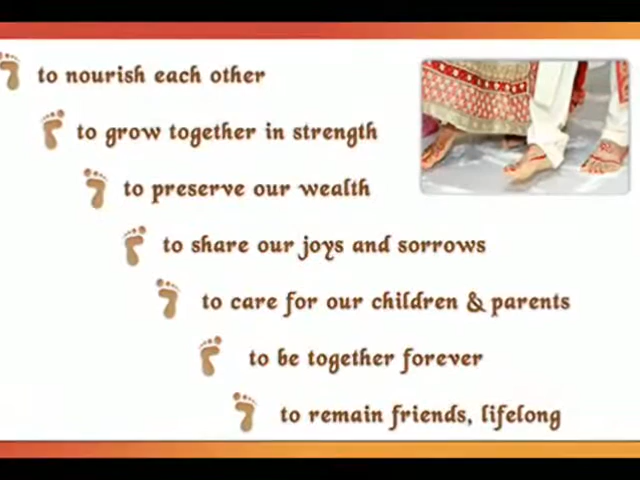 to nourish each other
to grow together in strength
to preserve our wealth
to share our joys and sorrows
to care for our children & parents
to be together forever
to remain friends, lifelong